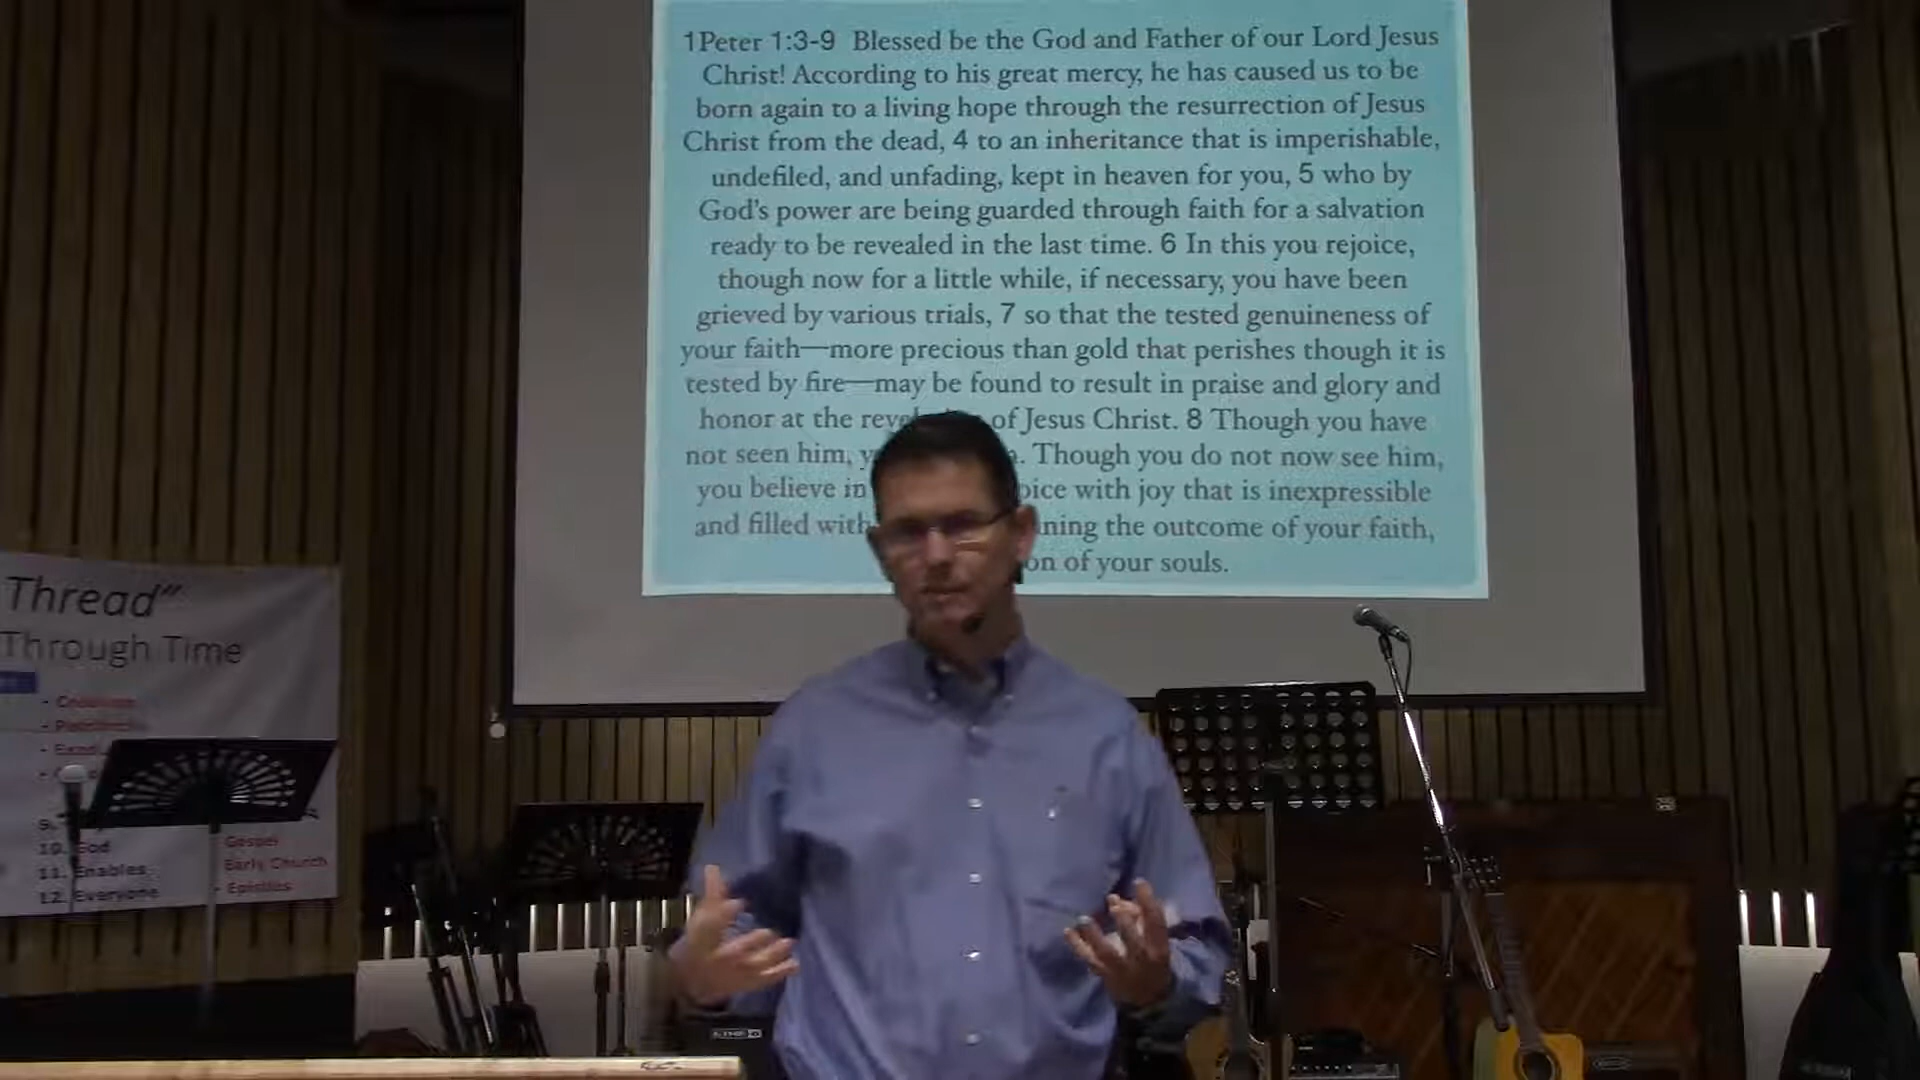 1Peter 1:3-9 Blessed be the God and Father of our Lord Jesus
Christ! According to his great mercy, he has caused us to be
born again to a living hope through the resurrection of Jesus
Christ from the dead, 4 to an inheritance that is imperishable,
undefiled, and unfading, kept in heaven for you, 5 who by
God's power are being guarded through faith for a salvation
ready to be revealed in the last time. 6 In this you rejoice,
though now for a little while, if necessary, you have been
grieved by various trials, 7 so that the tested genuineness of
your faith—more precious than gold that perishes though it is
tested by fire—may be found to result in praise and glory and
honor at the of Jesus Christ. 8 Though you have
not seen him, Though you do not now see him,
you believe in with joy that is inexpressible
and filled with the outcome of your faith,
of your souls.
Thread"
Through Time
9.
10. God
11. Enables
12. Everyone
Gospel
Early Church
- Epistles